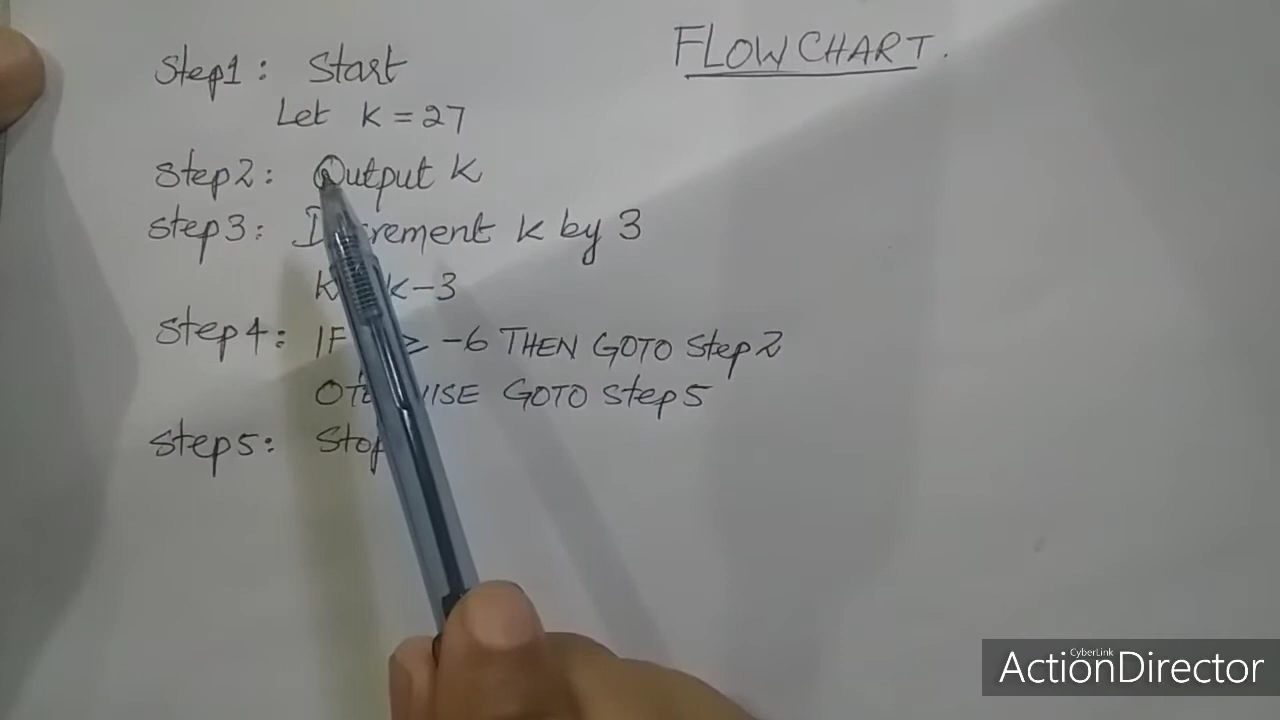 FLOWCHART.
Step1: Start
Let K = 27
Step2: Output K
Step3: K by 3
K-3
Step4: IF ≥ -6 THEN GOTO Step2
GOTO Step5
Step5: Stop
CyberLink
ActionDirector